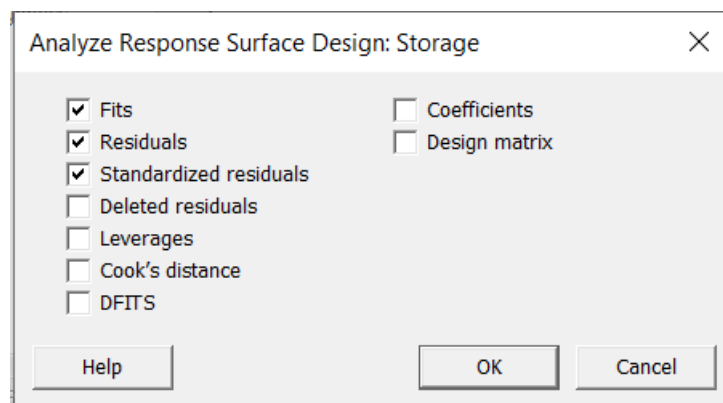 Analyze Response Surface Design: Storage
Fits
Residuals
Standardized residuals
Deleted residuals
Leverages
Cook's distance
DFITS
Coefficients
Design matrix
Help
OK
Cancel